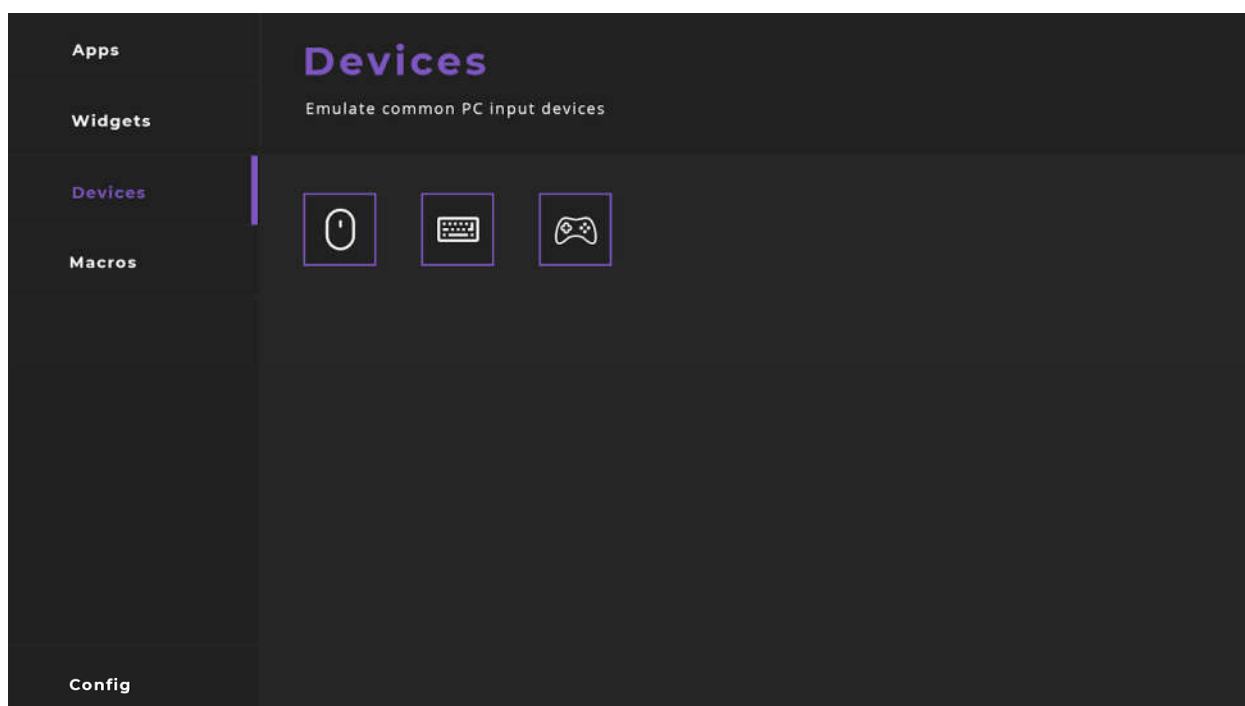 Apps
Widgets
Devices
Macros
Config
Devices
Emulate common PC input devices